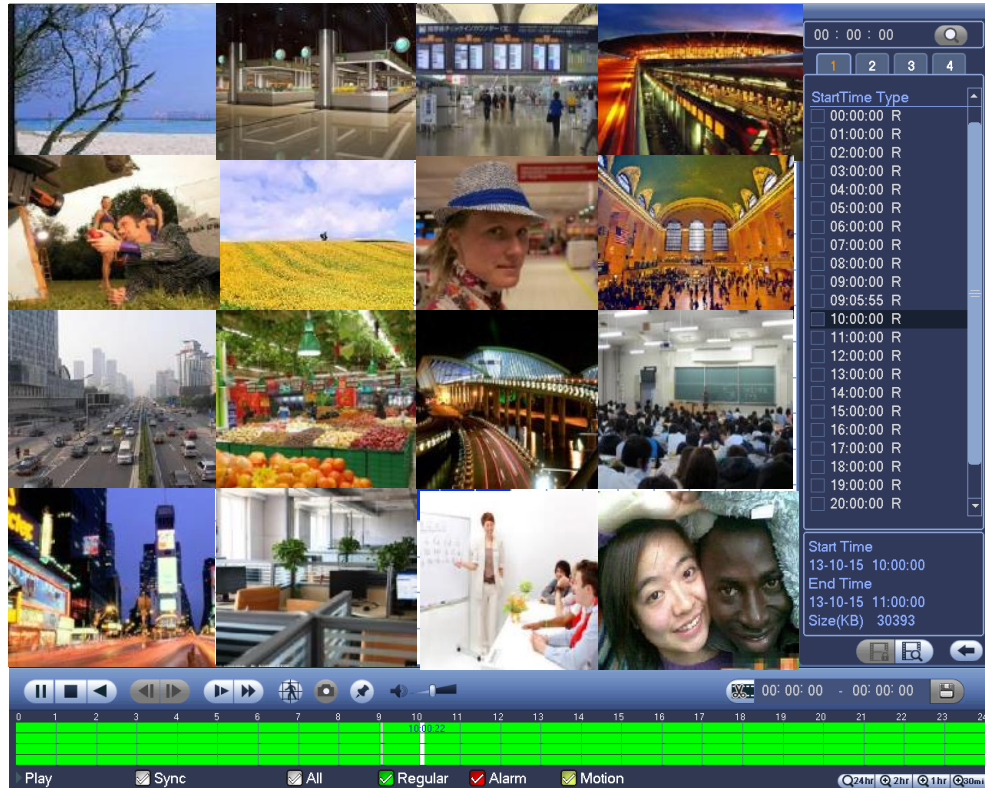 00 : 00 : 00
1 2 3 4
StartTime Type
00:00:00 R
01:00:00 R
02:00:00 R
03:00:00 R
04:00:00 R
05:00:00 R
06:00:00 R
07:00:00 R
08:00:00 R
09:00:00 R
09:05:55 R
10:00:00 R
11:00:00 R
12:00:00 R
13:00:00 R
14:00:00 R
15:00:00 R
16:00:00 R
17:00:00 R
18:00:00 R
19:00:00 R
20:00:00 R
Start Time
13-10-15 10:00:00
End Time
13-10-15 11:00:00
Size(KB) 30393
00: 00: 00 - 00: 00: 00
0 1 2 3 4 5 6 7 8 9 10 11 12 13 14 15 16 17 18 19 20 21 22 23 24
10:00:22
Play Sync All Regular Alarm Motion
24hr 2hr 1hr 30mi